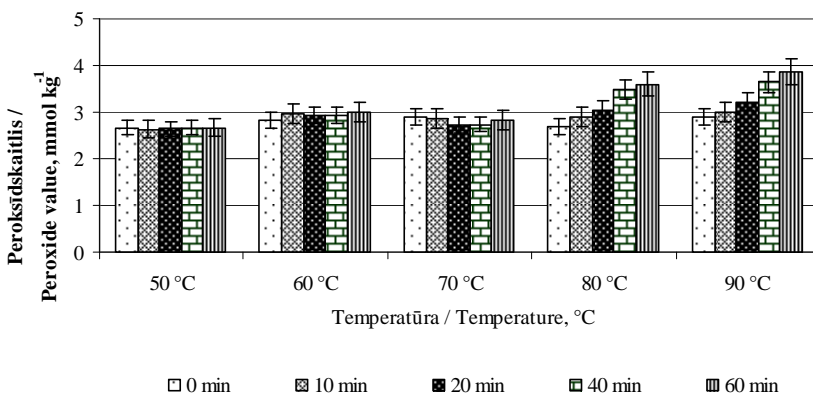 5
4
3
2
1
0
Peroksīdskaitlis /
Peroxide value, mmol kg-1
50 °C 60 °C 70 °C 80 °C 90 °C
Temperatūra / Temperature, °C
0 min 10 min 20 min 40 min 60 min